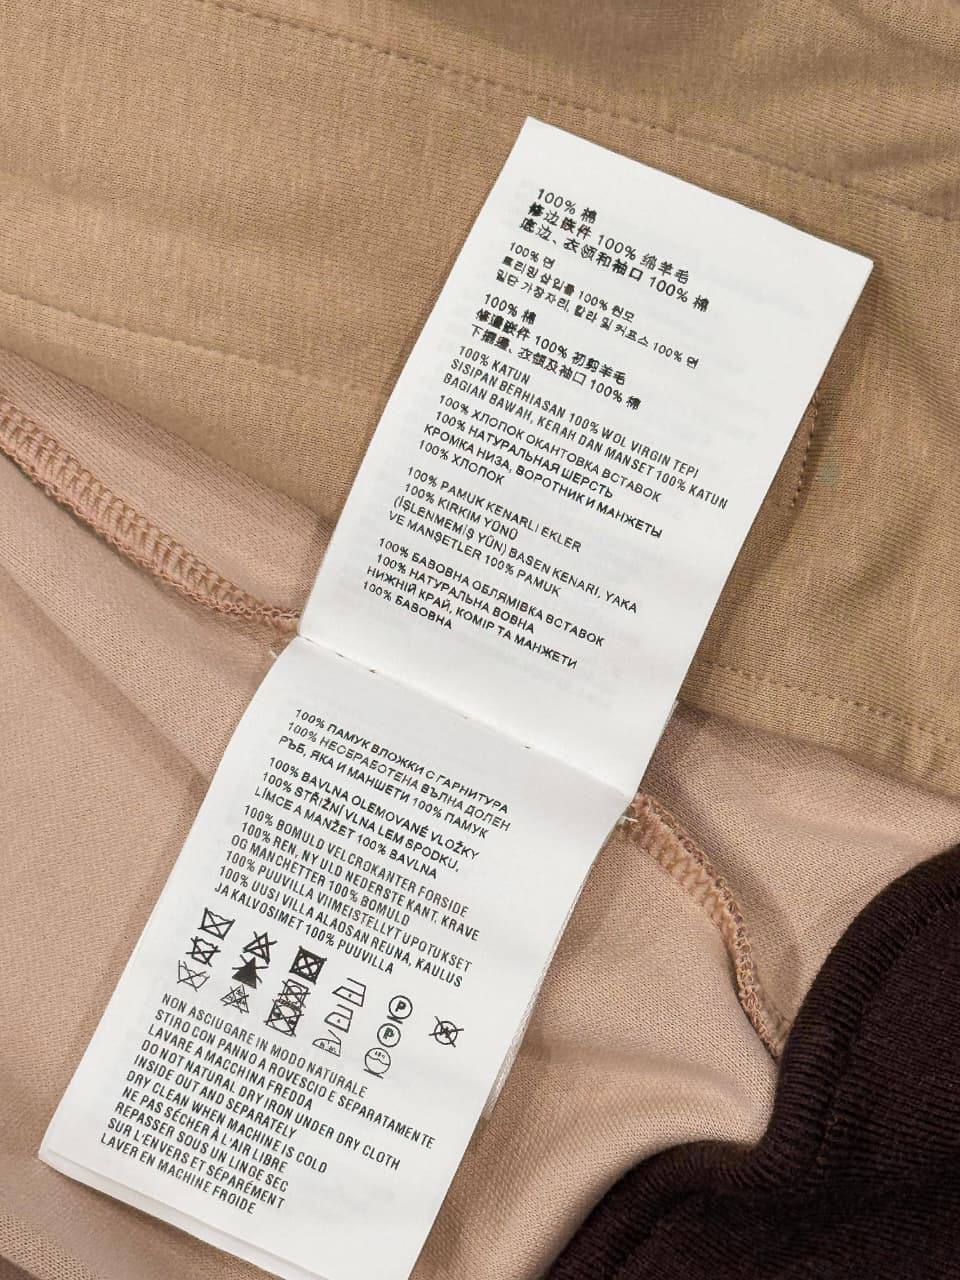 100% 棉
修边嵌件 100% 绵羊毛
底边、衣领和袖口 100% 棉
100% 면
트리밍 삽입물 100% 원모
밑단 가장자리, 칼라 및 커프스 100% 면
100% 棉
修邊嵌件 100% 初剪羊毛
下擺邊、衣領及袖口 100% 棉
100% KATUN
SISIPAN BERHIASAN 100% WOL VIRGIN TEPI
BAGIAN BAWAH, KERAH DAN MANSET 100% KATUN
100% ХЛОПОК ОКАНТОВКА ВСТАВОК
100% НАТУРАЛЬНАЯ ШЕРСТЬ
КРОМКА НИЗА, ВОРОТНИК И МАНЖЕТЫ
100% ХЛОПОК
100% PAMUK KENARLI EKLER
100% KIRKIM YÜNÜ
(İŞLENMEMİŞ YÜN) BASEN KENARI, YAKA
VE MANŞETLER 100% PAMUK
100% БАВОВНА ОБЛЯМІВКА ВСТАВОК
100% НАТУРАЛЬНА ВОВНА
НИЖНІЙ КРАЙ, КОМІР ТА МАНЖЕТИ
100% БАВОВНА
100% ПАМУК ВЛОЖКИ С ГАРНИТУРА
100% НЕСБРАБОТЕНА ВЪЛНА ДОЛЕН
РЪБ, ЯКА И МАНШЕТИ 100% ПАМУК
100% BAVLNA OLEMOVANÉ VLOŽKY
100% STŘIŽNÍ VLNA LEM SPODKU,
LÍMCE A MANŽET 100% BAVLNA
100% BOMULD VELCROKANTER FORSIDE
100% REN, NY ULD NEDERSTE KANT, KRAVE
OG MANCHETTER 100% BOMULD
100% PUUVILLA VIIMEISTELLYT UPOTUKSET
100% UUSI VILLA ALAOSAN REUNA, KAULUS
JA KALVOSIMET 100% PUUVILLA
P
P
NON ASCIUGARE IN MODO NATURALE
STIRO CON PANNO A ROVESCIO E SEPARATAMENTE
LAVARE A MACCHINA FREDDA
DO NOT NATURAL DRY IRON UNDER DRY CLOTH
INSIDE OUT AND SEPARATELY
DRY CLEAN WHEN MACHINE IS COLD
NE PAS SÉCHER À L'AIR LIBRE
REPASSER SOUS UN LINGE SEC
SUR L'ENVERS ET SÉPARÉMENT
LAVER EN MACHINE FROIDE